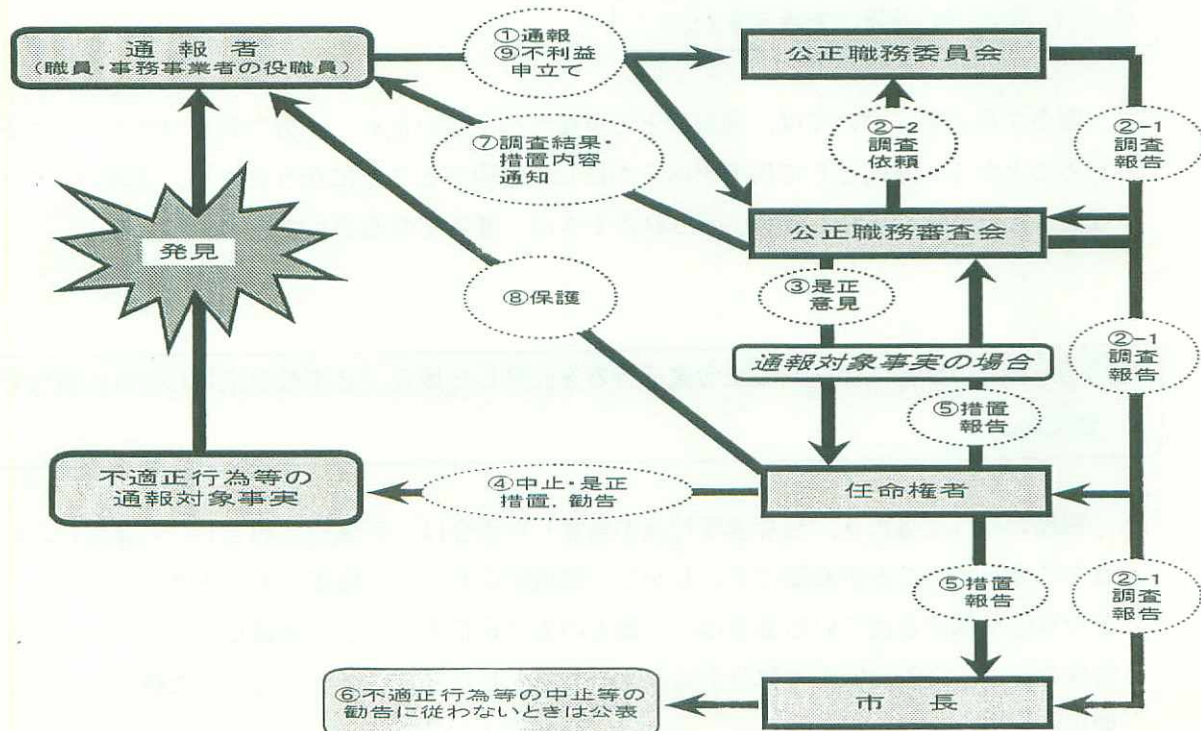 通 報 者
(職員・事務事業者の役職員)
①通報
⑨不利益
申立て
公正職務委員会
②-2
調査
依頼
②-1
調査
報告
⑦調査結果・
措置内容
通知
公正職務審査会
発見
⑧保護
③是正
意見
通報対象事実の場合
②-1
調査
報告
⑤措置
報告
不適正行為等の
通報対象事実
④中止・是正
措置,勧告
任命権者
⑤措置
報告
②-1
調査
報告
⑥不適正行為等の中止等の
勧告に従わないときは公表
市 長